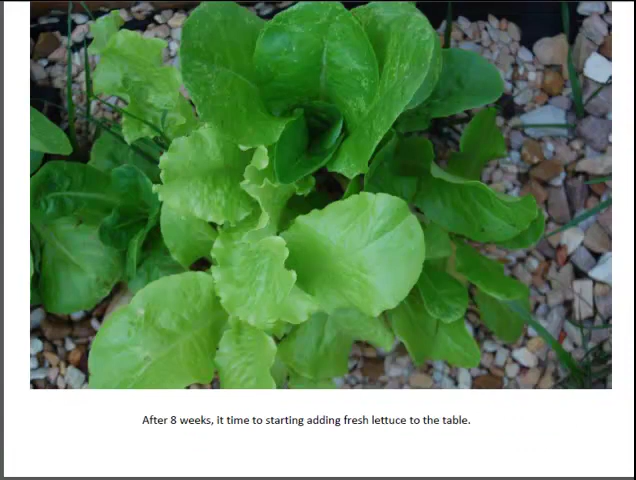 After 8 weeks, it time to starting adding fresh lettuce to the table.